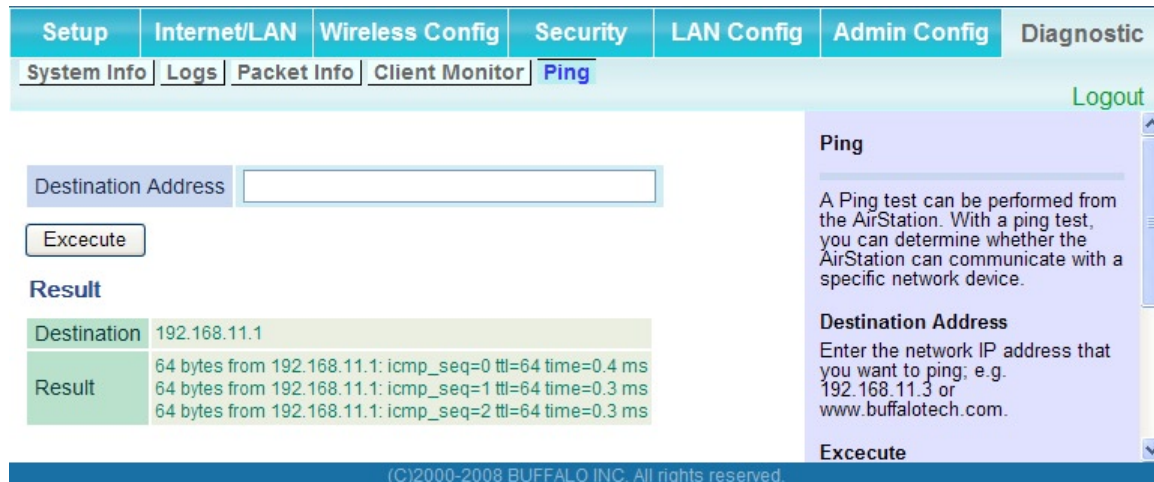 Setup Internet/LAN Wireless Config Security LAN Config Admin Config Diagnostic
System Info Logs Packet Info Client Monitor Ping
Logout
Destination Address
Excecute
Result
Destination 192.168.11.1
Result
64 bytes from 192.168.11.1: icmp_seq=0 ttl=64 time=0.4 ms
64 bytes from 192.168.11.1: icmp_seq=1 ttl=64 time=0.3 ms
64 bytes from 192.168.11.1: icmp_seq=2 ttl=64 time=0.3 ms
Ping
A Ping test can be performed from
the AirStation. With a ping test,
you can determine whether the
AirStation can communicate with a
specific network device.
Destination Address
Enter the network IP address that
you want to ping; e.g.
192.168.11.3 or
www.buffalotech.com.
Excecute
(C)2000-2008 BUFFALO INC. All rights reserved.